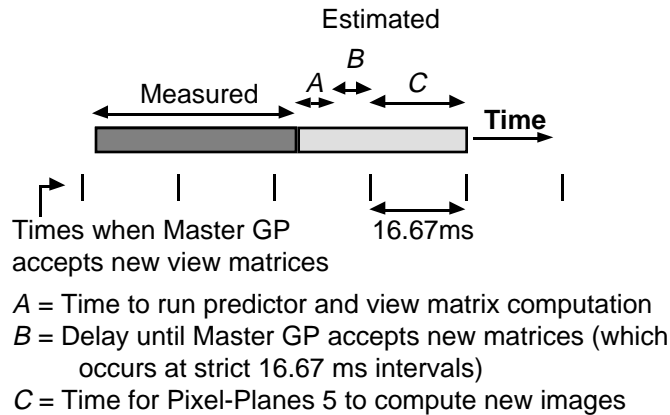 Estimated
B
A
C
Measured
Time
Times when Master GP
accepts new view matrices
16.67ms
A = Time to run predictor and view matrix computation
B = Delay until Master GP accepts new matrices (which
occurs at strict 16.67 ms intervals)
C = Time for Pixel-Planes 5 to compute new images